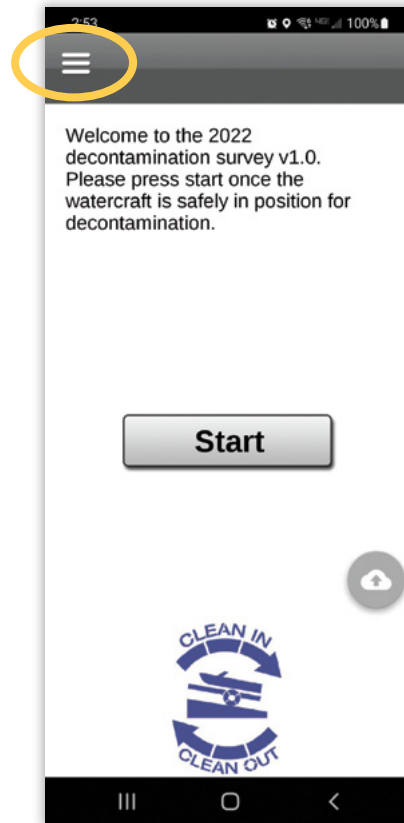 2:53
100%
Welcome to the 2022
decontamination survey v1.0.
Please press start once the
watercraft is safely in position for
decontamination.
Start
CLEAN IN
CLEAN OUT